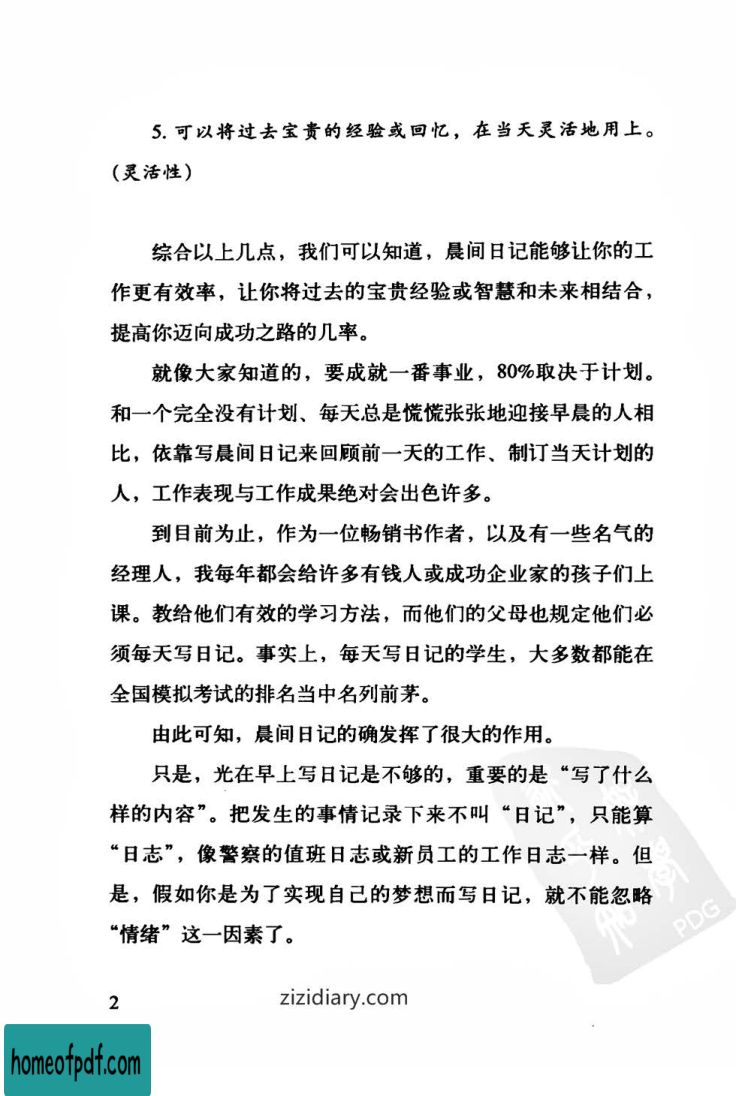 5. 可以将过去宝贵的经验或回忆，在当天灵活地用上。
(灵活性)
综合以上几点，我们可以知道，晨间日记能够让你的工
作更有效率，让你将过去的宝贵经验或智慧和未来相结合，
提高你迈向成功之路的几率。
就像大家知道的，要成就一番事业，80%取决于计划。
和一个完全没有计划、每天总是慌慌张张地迎接早晨的人相
比，依靠写晨间日记来回顾前一天的工作、制订当天计划的
人，工作表现与工作成果绝对会出色许多。
到目前为止，作为一位畅销书作者，以及有一些名气的
经理人，我每年都会给许多有钱人或成功企业家的孩子们上
课。教给他们有效的学习方法，而他们的父母也规定他们必
须每天写日记。事实上，每天写日记的学生，大多数都能在
全国模拟考试的排名当中名列前茅。
由此可知，晨间日记的确发挥了很大的作用。
只是，光在早上写日记是不够的，重要的是“写了什么
样的内容”。把发生的事情记录下来不叫“日记”，只能算
“日志”，像警察的值班日志或新员工的工作日志一样。但
是，假如你是为了实现自己的梦想而写日记，就不能忽略
“情绪”这一因素了。
PDG
2
zizidiary.com
homeofpdf.com